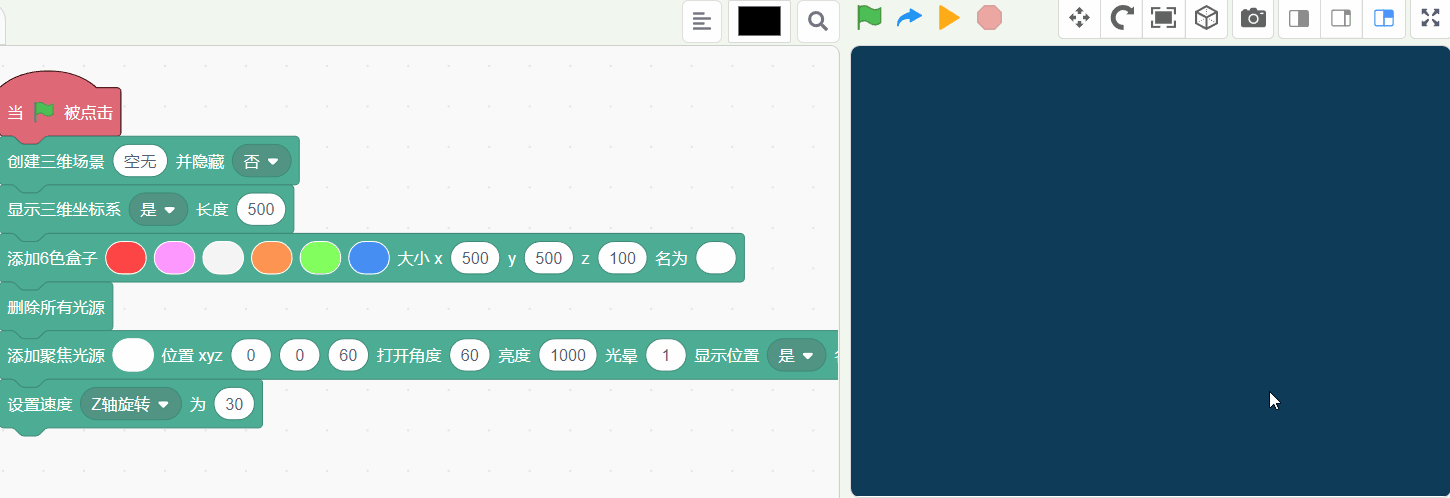 当 被点击
创建三维场景 空无 并隐藏 否
显示三维坐标系 是 长度 500
添加6色盒子 大小 x 500 y 500 z 100 名为
删除所有光源
添加聚焦光源 位置 xyz 0 0 60 打开角度 60 亮度 1000 光晕 1 显示位置 是
设置速度 Z轴旋转 为 30